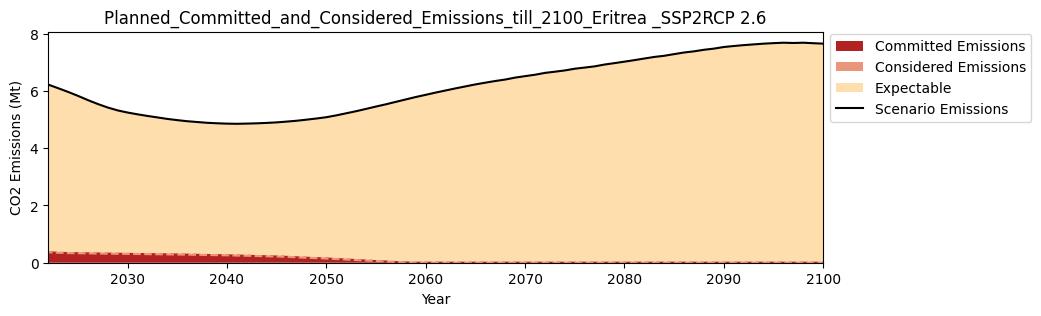 Planned_Committed_and_Considered_Emissions_till_2100_Eritrea _SSP2RCP 2.6
8
6
4
2
0
CO2 Emissions (Mt)
2030 2040 2050 2060 2070 2080 2090 2100
Year
Committed Emissions
Considered Emissions
Expectable
Scenario Emissions